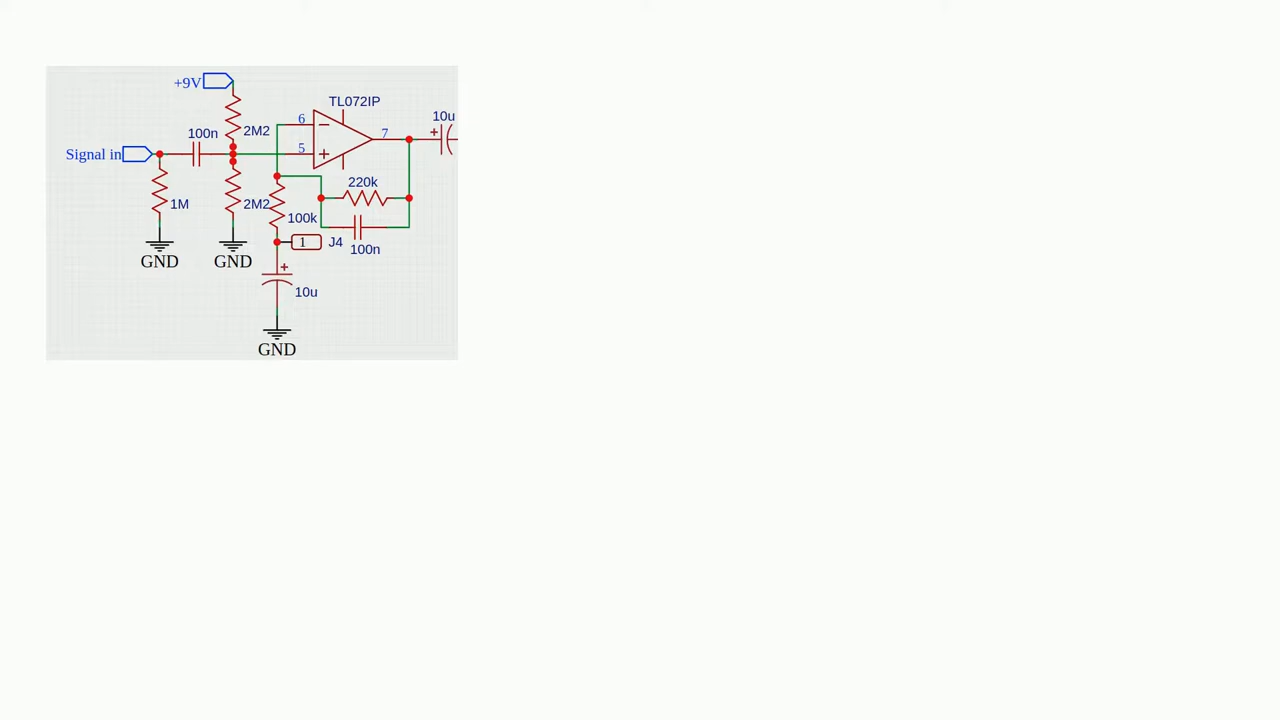 +9V
TL072IP
10u
6
100n
2M2
7
+
Signal in
5
220k
1M
2M2
100k
1
J4
100n
GND
GND
+
10u
GND